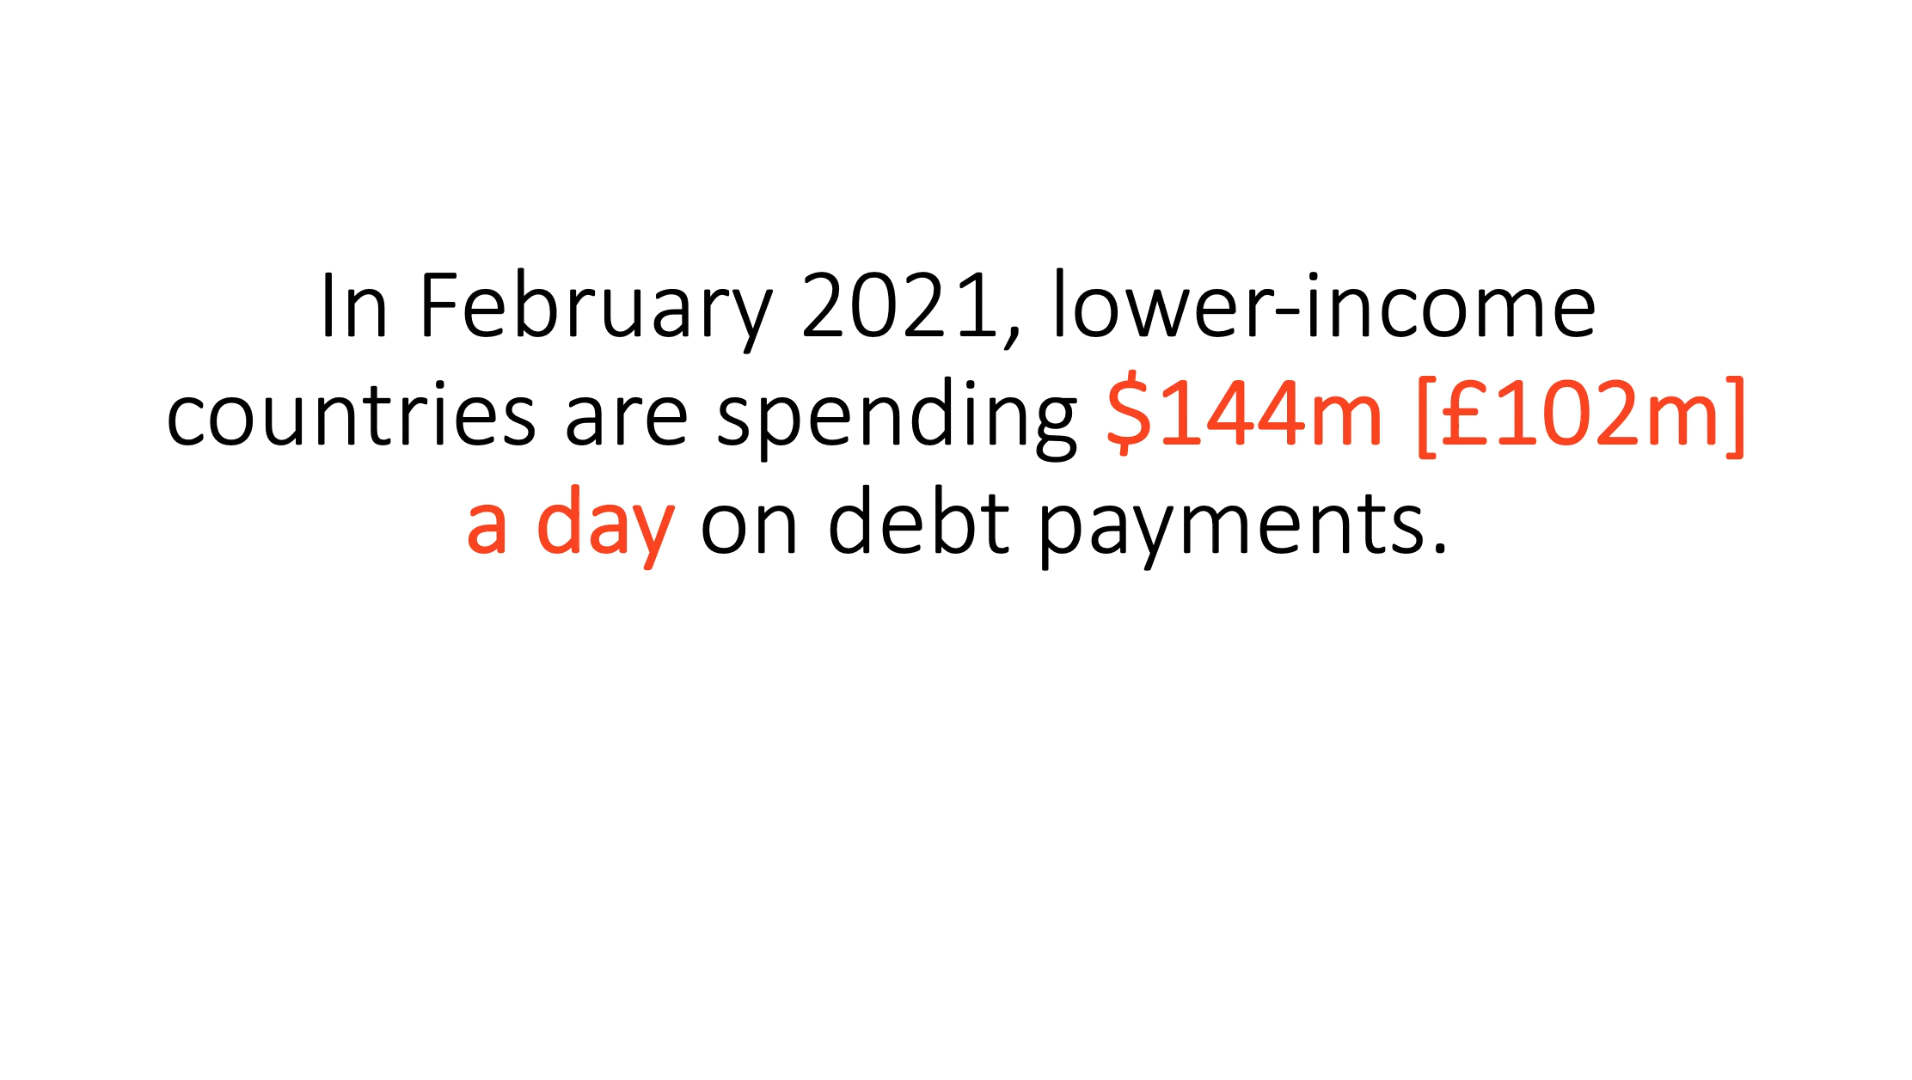 In February 2021, lower-income
countries are spending $144m [£102m]
a day on debt payments.